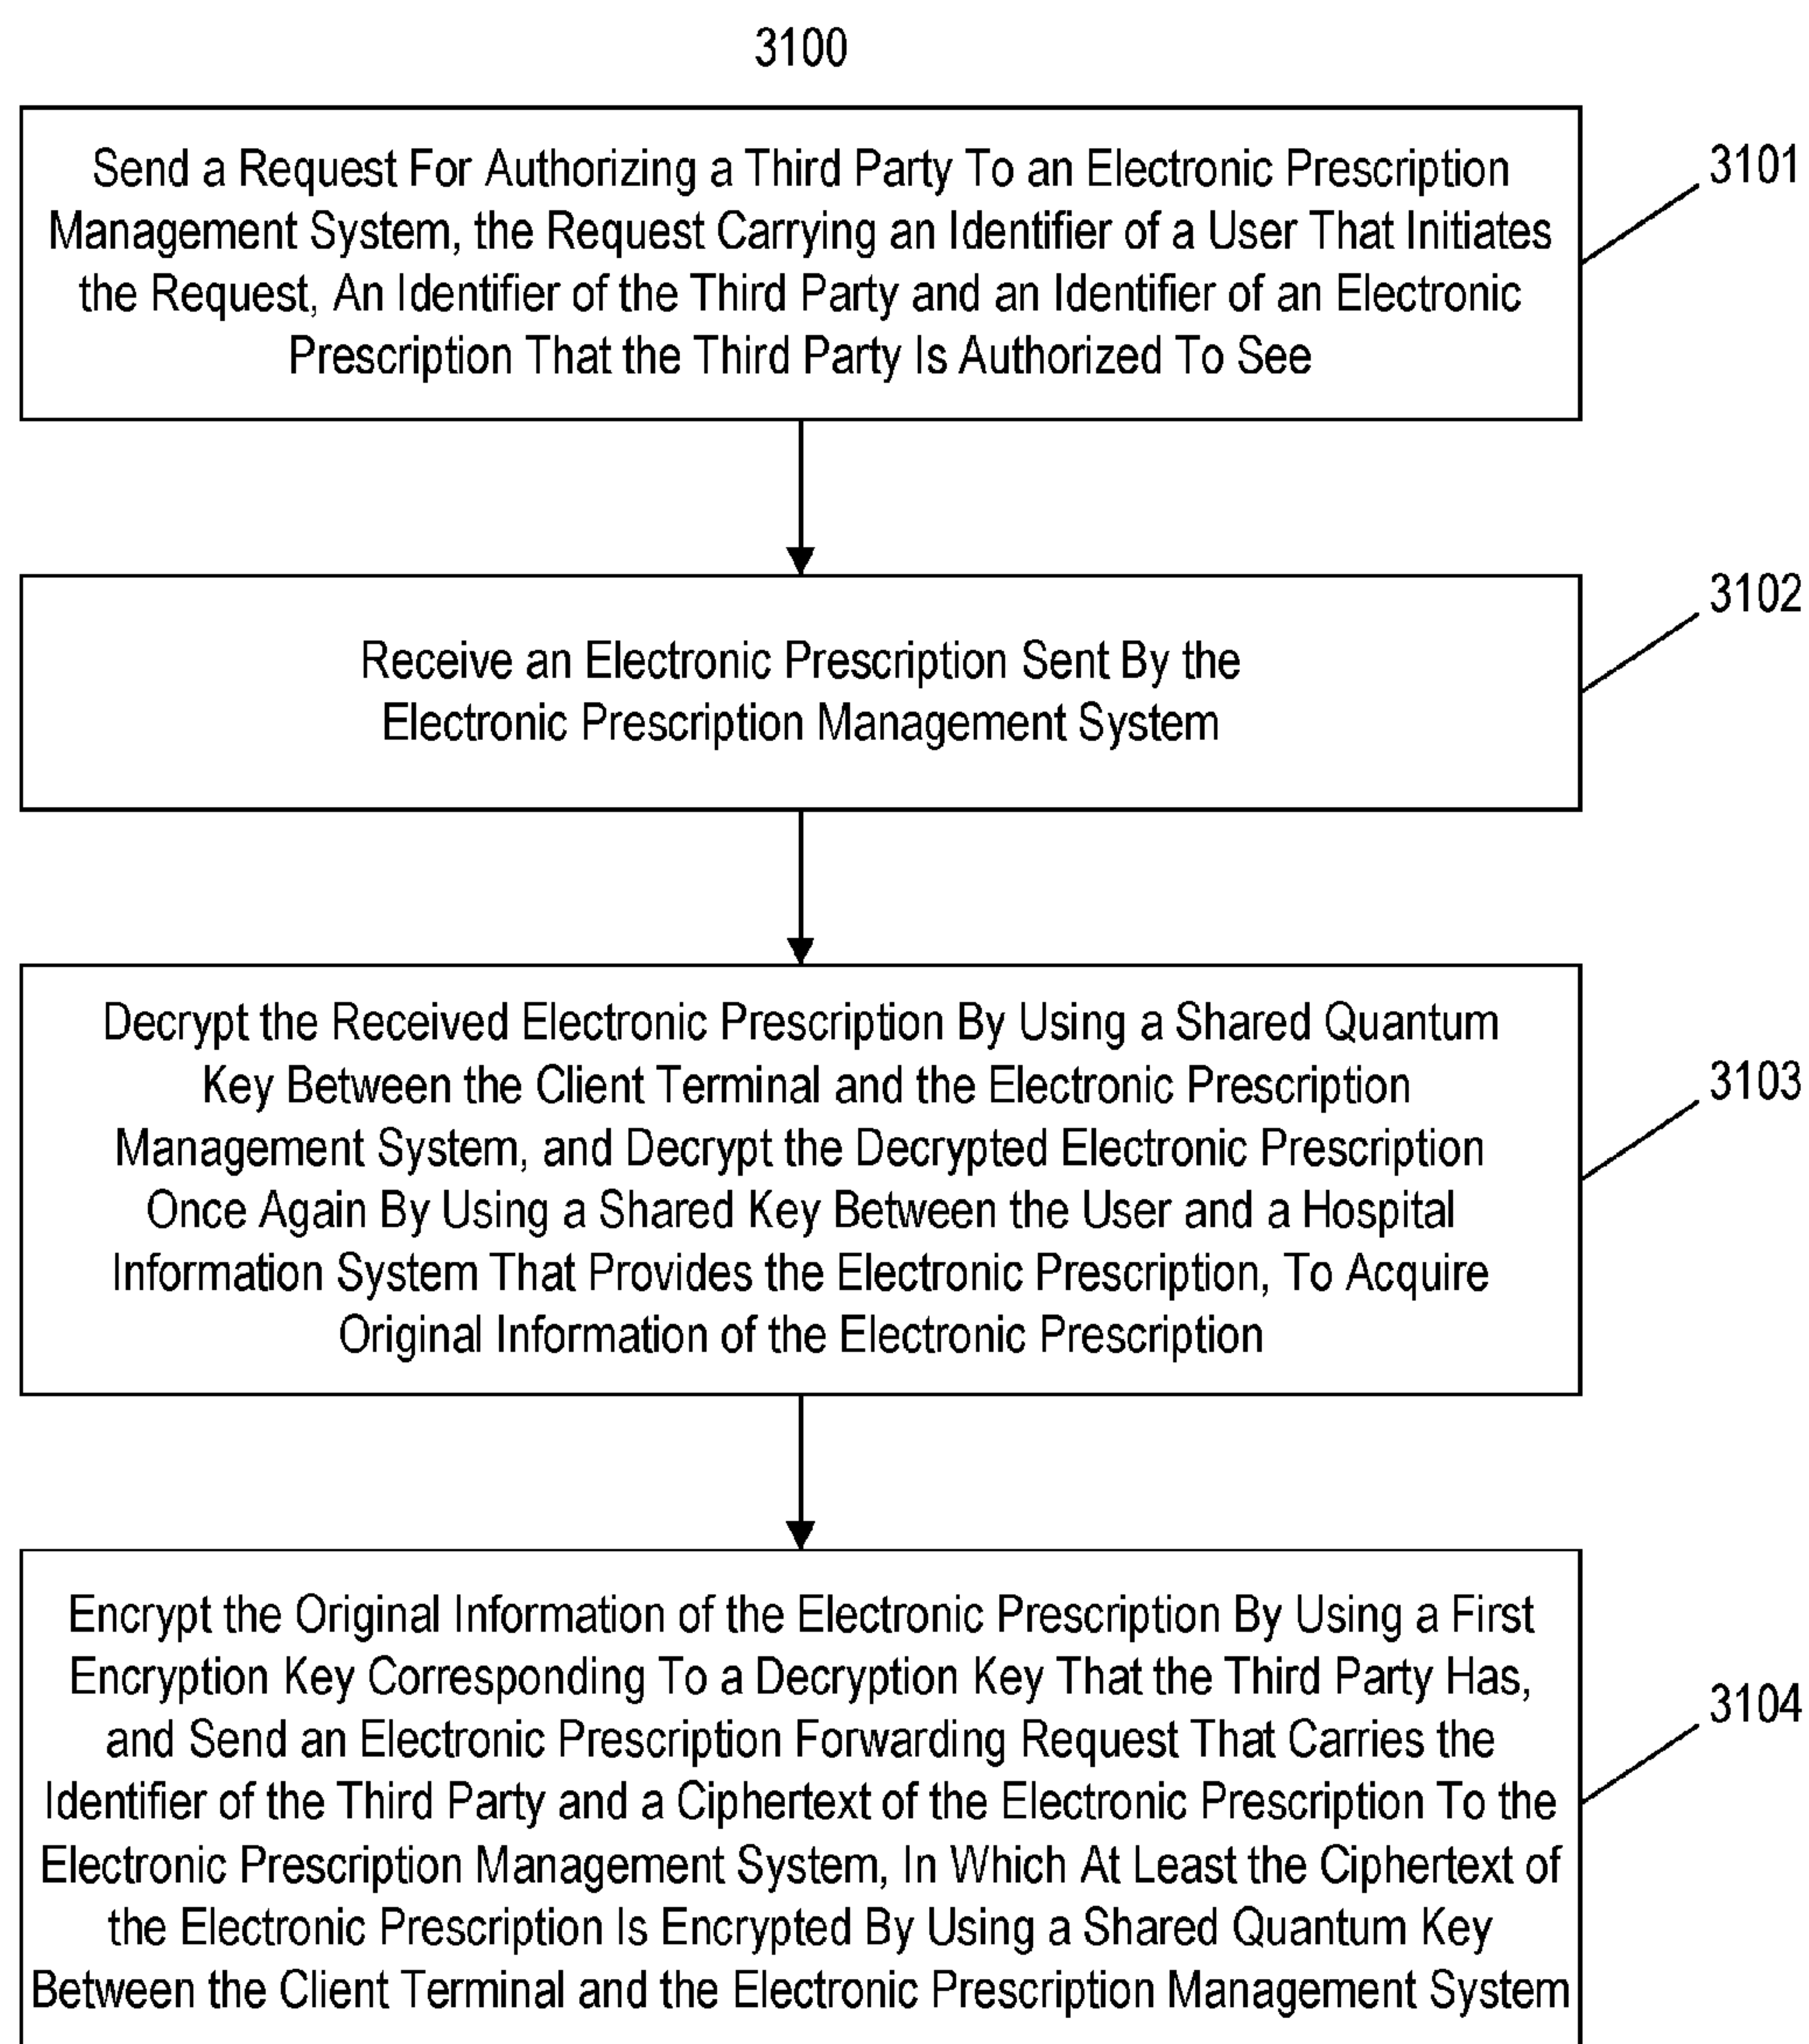 3100
Send a Request For Authorizing a Third Party To an Electronic Prescription
Management System, the Request Carrying an Identifier of a User That Initiates
the Request, An Identifier of the Third Party and an Identifier of an Electronic
Prescription That the Third Party Is Authorized To See
3101
Receive an Electronic Prescription Sent By the
Electronic Prescription Management System
3102
Decrypt the Received Electronic Prescription By Using a Shared Quantum
Key Between the Client Terminal and the Electronic Prescription
Management System, and Decrypt the Decrypted Electronic Prescription
Once Again By Using a Shared Key Between the User and a Hospital
Information System That Provides the Electronic Prescription, To Acquire
Original Information of the Electronic Prescription
3103
Encrypt the Original Information of the Electronic Prescription By Using a First
Encryption Key Corresponding To a Decryption Key That the Third Party Has,
and Send an Electronic Prescription Forwarding Request That Carries the
Identifier of the Third Party and a Ciphertext of the Electronic Prescription To the
Electronic Prescription Management System, In Which At Least the Ciphertext of
the Electronic Prescription Is Encrypted By Using a Shared Quantum Key
Between the Client Terminal and the Electronic Prescription Management System
3104